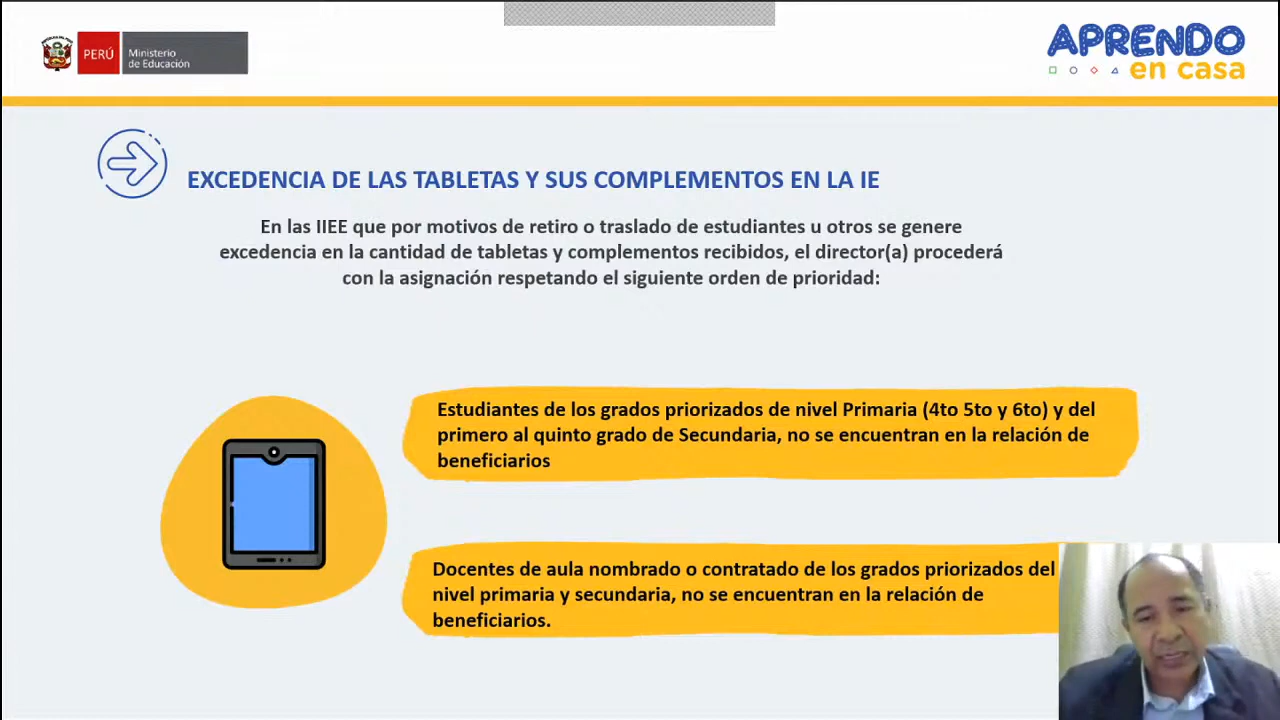 PERÚ
Ministerio
de Educación
APRENDO
en casa
EXCEDENCIA DE LAS TABLETAS Y SUS COMPLEMENTOS EN LA IE
En las IIEE que por motivos de retiro o traslado de estudiantes u otros se genere
excedencia en la cantidad de tabletas y complementos recibidos, el director(a) procederá
con la asignación respetando el siguiente orden de prioridad:
Estudiantes de los grados priorizados de nivel Primaria (4to 5to y 6to) y del
primero al quinto grado de Secundaria, no se encuentran en la relación de
beneficiarios
Docentes de aula nombrado o contratado de los grados priorizados del
nivel primaria y secundaria, no se encuentran en la relación de
beneficiarios.